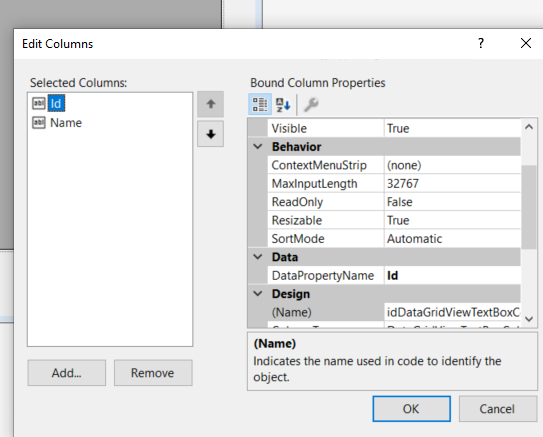 Edit Columns ?
Selected Columns:
Id
Name
Add...
Remove
Bound Column Properties
Visible True
Behavior
ContextMenuStrip (none)
MaxInputLength 32767
ReadOnly False
Resizable True
SortMode Automatic
Data
DataPropertyName Id
Design
(Name) idDataGridViewTextBoxC
(Name)
Indicates the name used in code to identify the
object.
OK Cancel